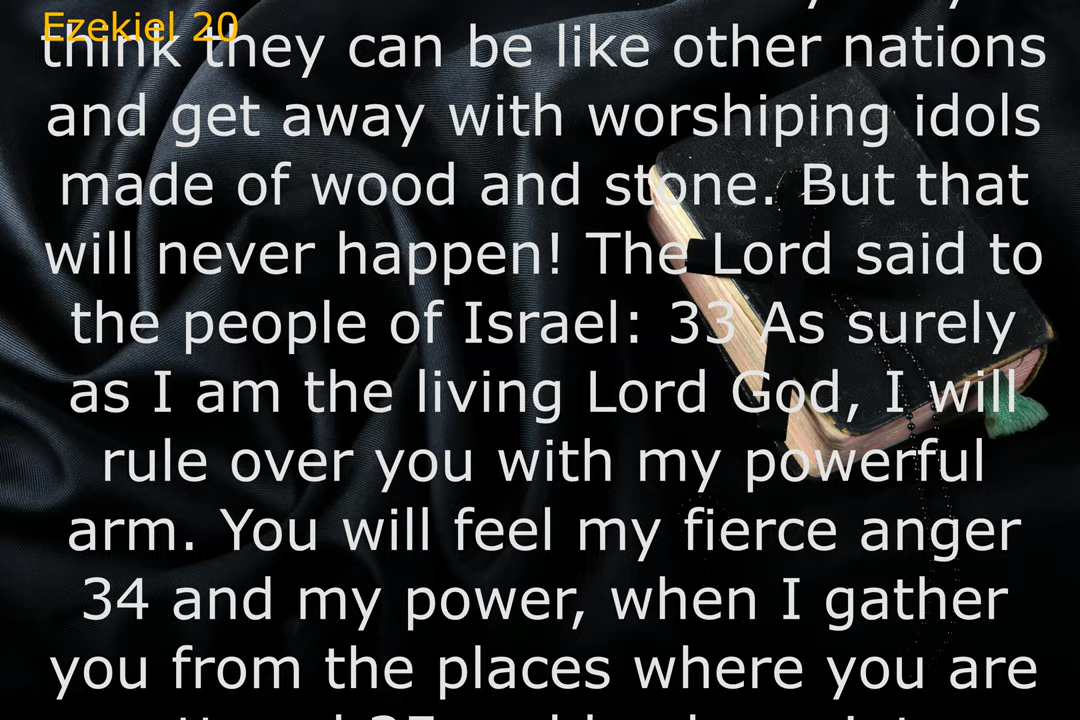 Ezekiel 20
think they can be like other nations
and get away with worshiping idols
made of wood and stone. But that
will never happen! The Lord said to
the people of Israel: 33 As surely
as I am the living Lord God, I will
rule over you with my powerful
arm. You will feel my fierce anger
34 and my power, when I gather
you from the places where you are